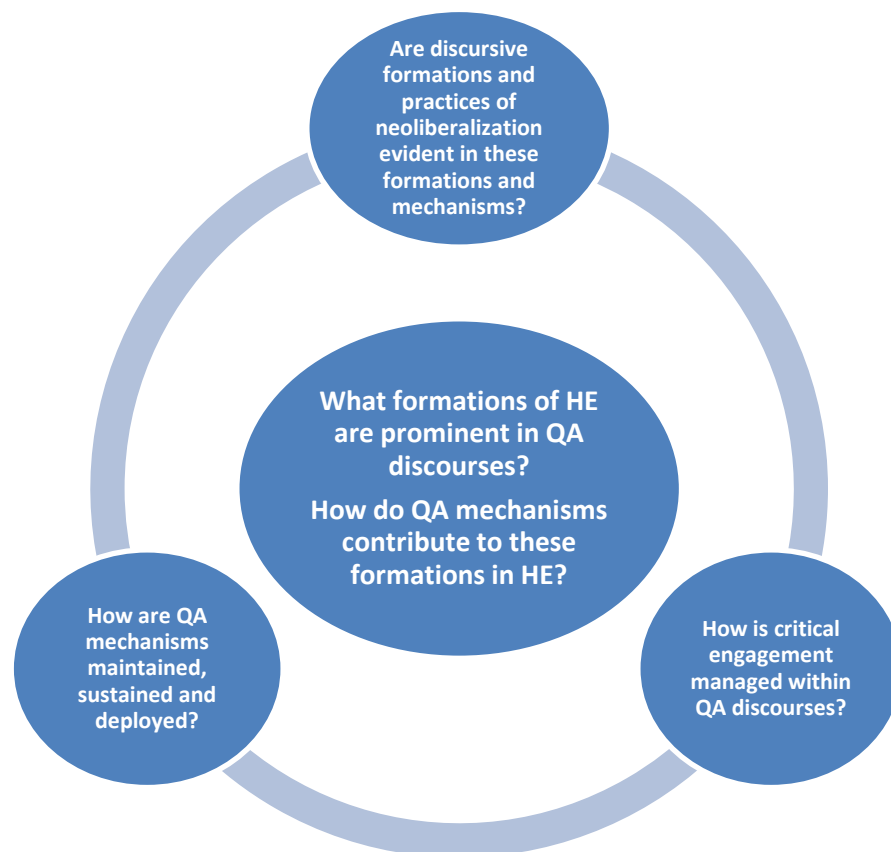 Are discursive
formations and
practices of
neoliberalization
evident in these
formations and
mechanisms?
What formations of HE
are prominent in QA
discourses?
How do QA mechanisms
contribute to these
formations in HE?
How are QA
mechanisms
maintained,
sustained and
deployed?
How is critical
engagement
managed within
QA discourses?